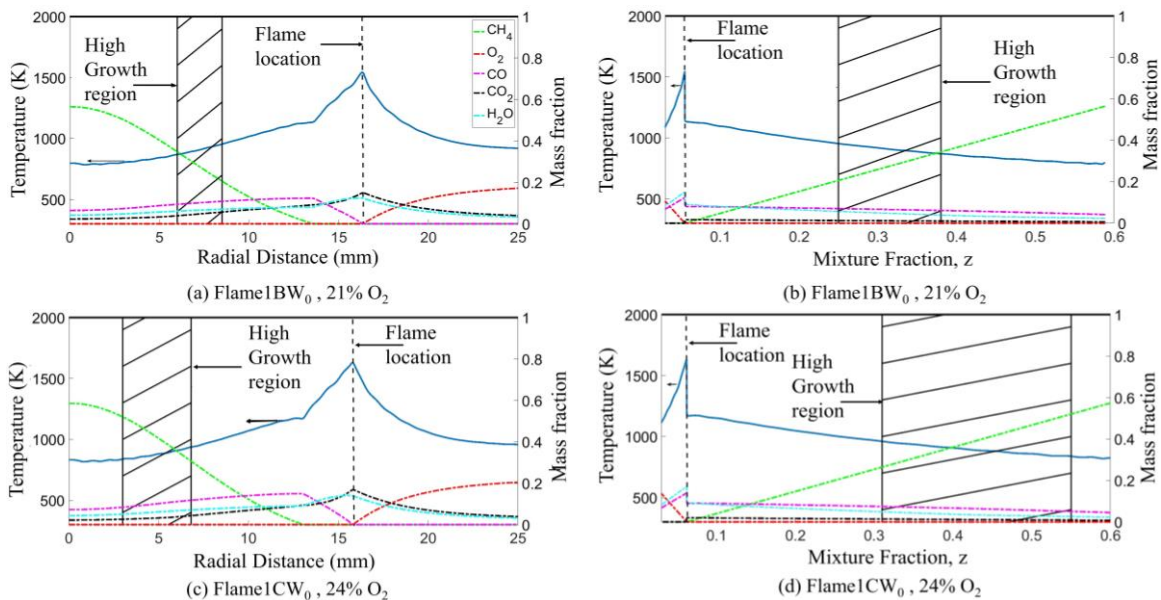 2000
1500
1000
500
Temperature (K)
High
Growth
region
Flame
location
CH4
O2
CO
CO2
H2O
1
0.8
0.6
0.4
0.2
0
Mass fraction
0 5 10 15 20 25
Radial Distance (mm)
(a) Flame1BW0 , 21% O2
2000
1500
1000
500
Temperature (K)
Flame
location
High
Growth
region
1
0.8
0.6
0.4
0.2
0
Mass fraction
0.1 0.2 0.3 0.4 0.5 0.6
Mixture Fraction, z
(b) Flame1BW0 , 21% O2
2000
1500
1000
500
Temperature (K)
High
Growth
region
Flame
location
1
0.8
0.6
0.4
0.2
0
Mass fraction
0 5 10 15 20 25
Radial Distance (mm)
(c) Flame1CW0 , 24% O2
2000
1500
1000
500
Temperature (K)
Flame
location
High
Growth
region
1
0.8
0.6
0.4
0.2
0
Mass fraction
0.1 0.2 0.3 0.4 0.5 0.6
Mixture Fraction, z
(d) Flame1CW0 , 24% O2